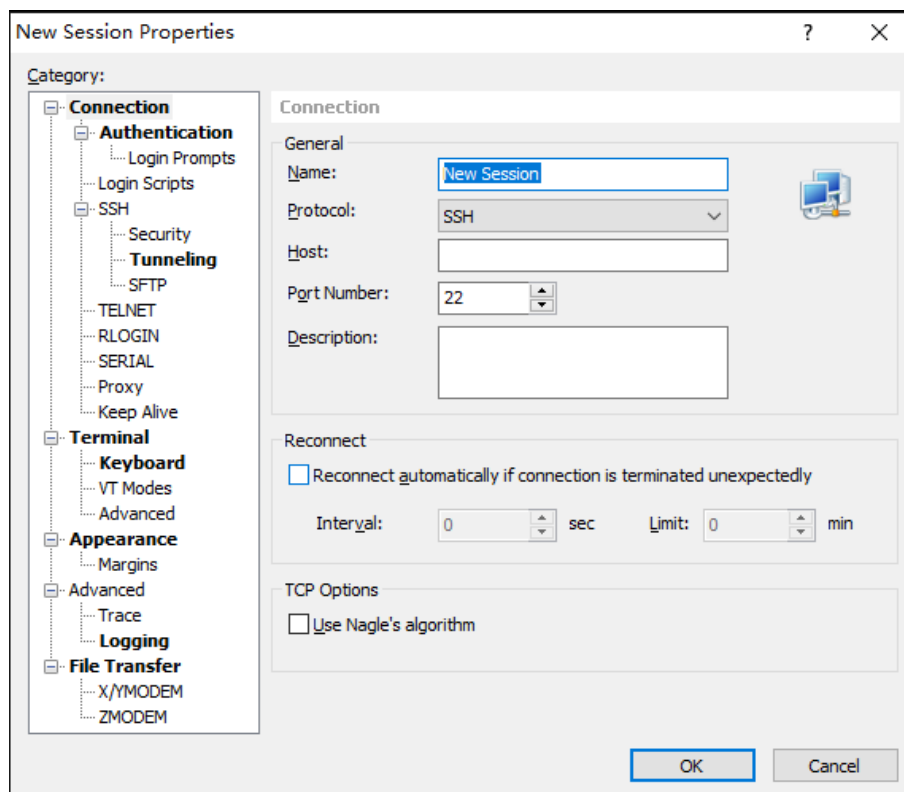 New Session Properties
?
Category:
Connection
Authentication
Login Prompts
Login Scripts
SSH
Security
Tunneling
SFTP
TELNET
RLOGIN
SERIAL
Proxy
Keep Alive
Terminal
Keyboard
VT Modes
Advanced
Appearance
Margins
Advanced
Trace
Logging
File Transfer
X/YMODEM
ZMODEM
Connection
General
Name: New Session
Protocol: SSH
Host:
Port Number: 22
Description:
Reconnect
Reconnect automatically if connection is terminated unexpectedly
Interval: 0 sec Limit: 0 min
TCP Options
Use Nagle's algorithm
OK Cancel